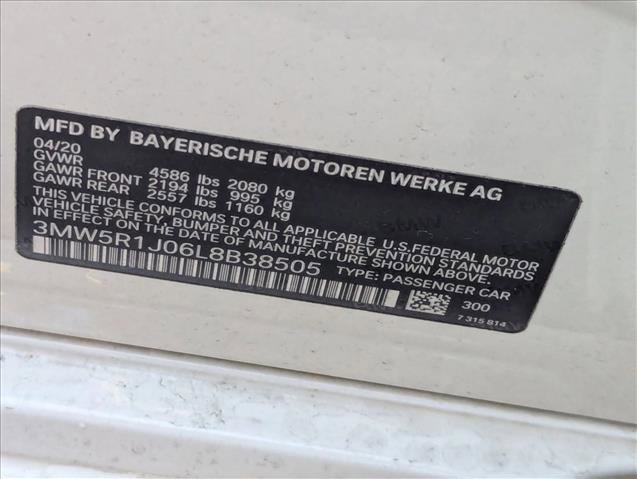 MFD BY BAYERISCHE MOTOREN WERKE AG
04/20
GVWR 4586 lbs 2080 kg
GAWR FRONT 2194 lbs 995 kg
GAWR REAR 2557 lbs 1160 kg
THIS VEHICLE CONFORMS TO ALL APPLICABLE U.S.FEDERAL MOTOR
VEHICLE SAFETY, BUMPER, AND THEFT PREVENTION STANDARDS
IN EFFECT ON THE DATE OF MANUFACTURE SHOWN ABOVE.
3MW5R1J06L8B38505 TYPE: PASSENGER CAR
300
7 315 814
BMW